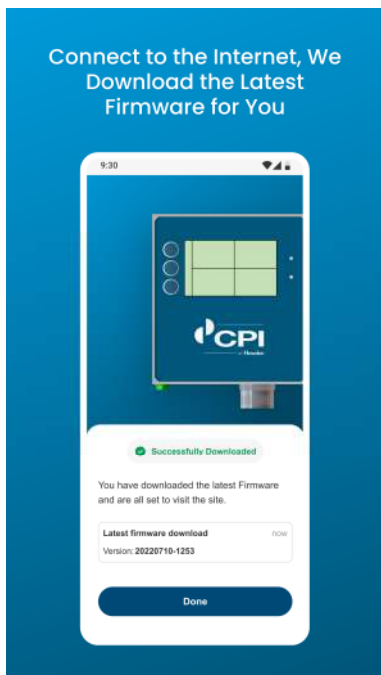 Connect to the Internet, We
Download the Latest
Firmware for You
9:30
CPI
Successfully Downloaded
You have downloaded the latest Firmware
and are all set to visit the site.
Latest firmware download now
Version: 20220710-1253
Done